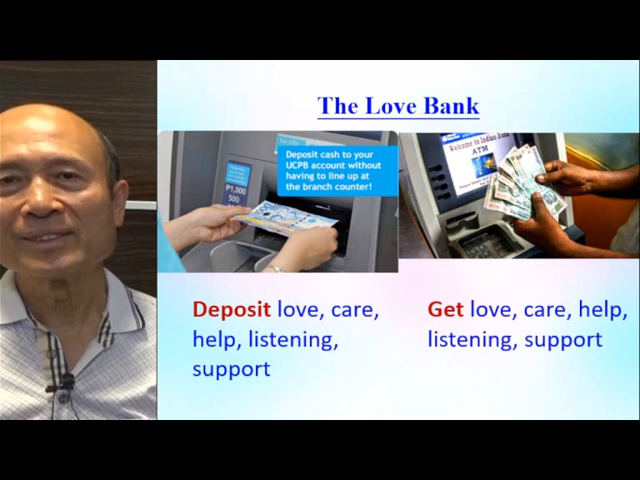 The Love Bank
Deposit cash to your
UCPB account without
having to line up at
the branch counter!
₱1,000
500
Welcome to Indian Bank
ATM
Deposit love, care,
help, listening,
support
Get love, care, help,
listening, support